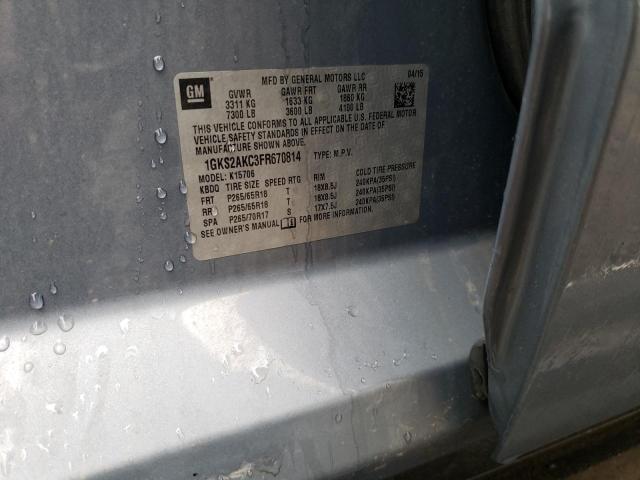 GM
MFD BY GENERAL MOTORS LLC 04/15
GVWR GAWR FRT GAWR RR
3311 KG 1633 KG 1860 KG
7300 LB 3600 LB 4100 LB
THIS VEHICLE CONFORMS TO ALL APPLICABLE U.S. FEDERAL MOTOR
VEHICLE SAFETY STANDARDS IN EFFECT ON THE DATE OF
MANUFACTURE SHOWN ABOVE.
1GKS2AKC3FR670814 TYPE: M.P.V.
MODEL: K15706
KBDQ TIRE SIZE SPEED RTG RIM COLD TIRE PRESSURE
FRT P265/65R18 T 18X8.5J 240KPA(35PSI)
RR P265/65R18 T 18X8.5J 240KPA(35PSI)
SPA P265/70R17 S 17X7.5J 240KPA(35PSI)
SEE OWNER'S MANUAL FOR MORE INFORMATION.